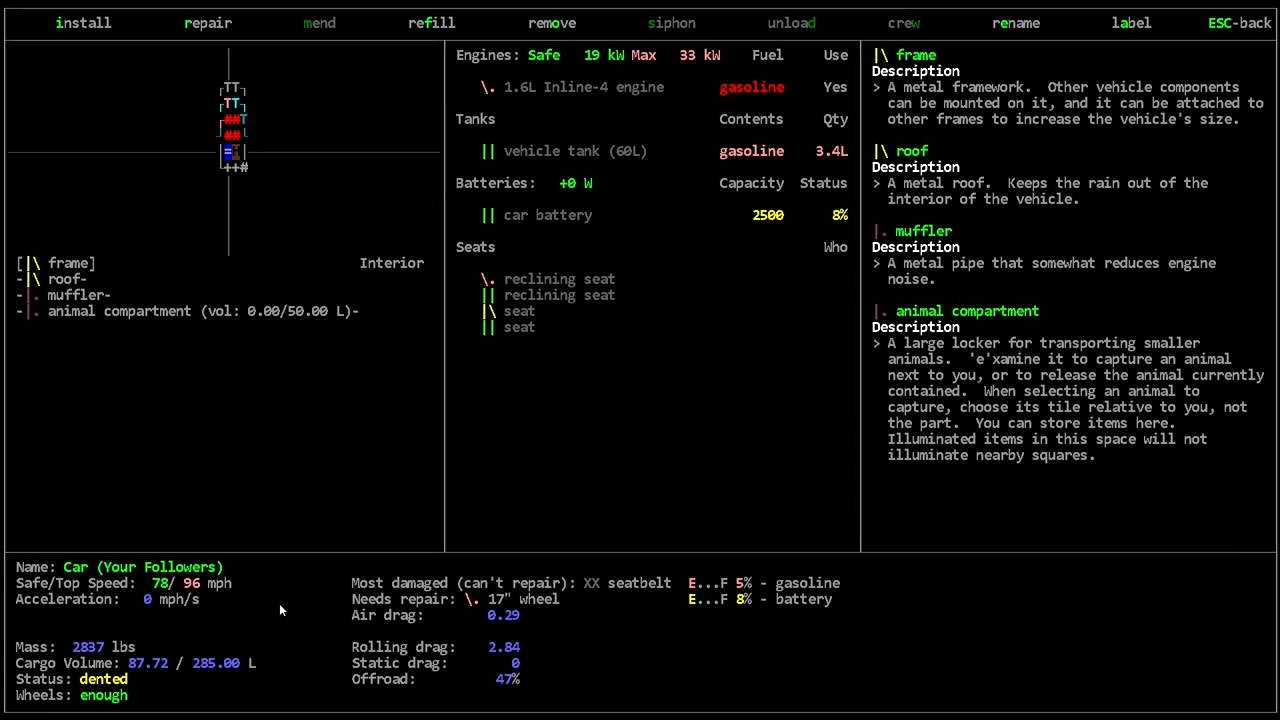 install repair mend refill remove siphon unload crew rename label ESC-back
TT
TT
##T
##
=
++#
[|\ frame] Interior
-|\ roof-
-|. muffler-
-|. animal compartment (vol: 0.00/50.00 L)-
Engines: Safe 19 kW Max 33 kW Fuel Use
\. 1.6L Inline-4 engine gasoline Yes
Tanks Contents Qty
|| vehicle tank (60L) gasoline 3.4L
Batteries: +0 W Capacity Status
|| car battery 2500 8%
Seats Who
\. reclining seat
|| reclining seat
|\ seat
|| seat
|\ frame
Description
> A metal framework. Other vehicle components
can be mounted on it, and it can be attached to
other frames to increase the vehicle's size.
|\ roof
Description
> A metal roof. Keeps the rain out of the
interior of the vehicle.
|. muffler
Description
> A metal pipe that somewhat reduces engine
noise.
|. animal compartment
Description
> A large locker for transporting smaller
animals. 'e'xamine it to capture an animal
next to you, or to release the animal currently
contained. When selecting an animal to
capture, choose its tile relative to you, not
the part. You can store items here.
Illuminated items in this space will not
illuminate nearby squares.
Name: Car (Your Followers)
Safe/Top Speed: 78/ 96 mph
Acceleration: 0 mph/s
Mass: 2837 lbs
Cargo Volume: 87.72 / 285.00 L
Status: dented
Wheels: enough
Most damaged (can't repair): XX seatbelt
Needs repair: \. 17" wheel
Air drag: 0.29
Rolling drag: 2.84
Static drag: 0
Offroad: 47%
E...F 5% - gasoline
E...F 8% - battery